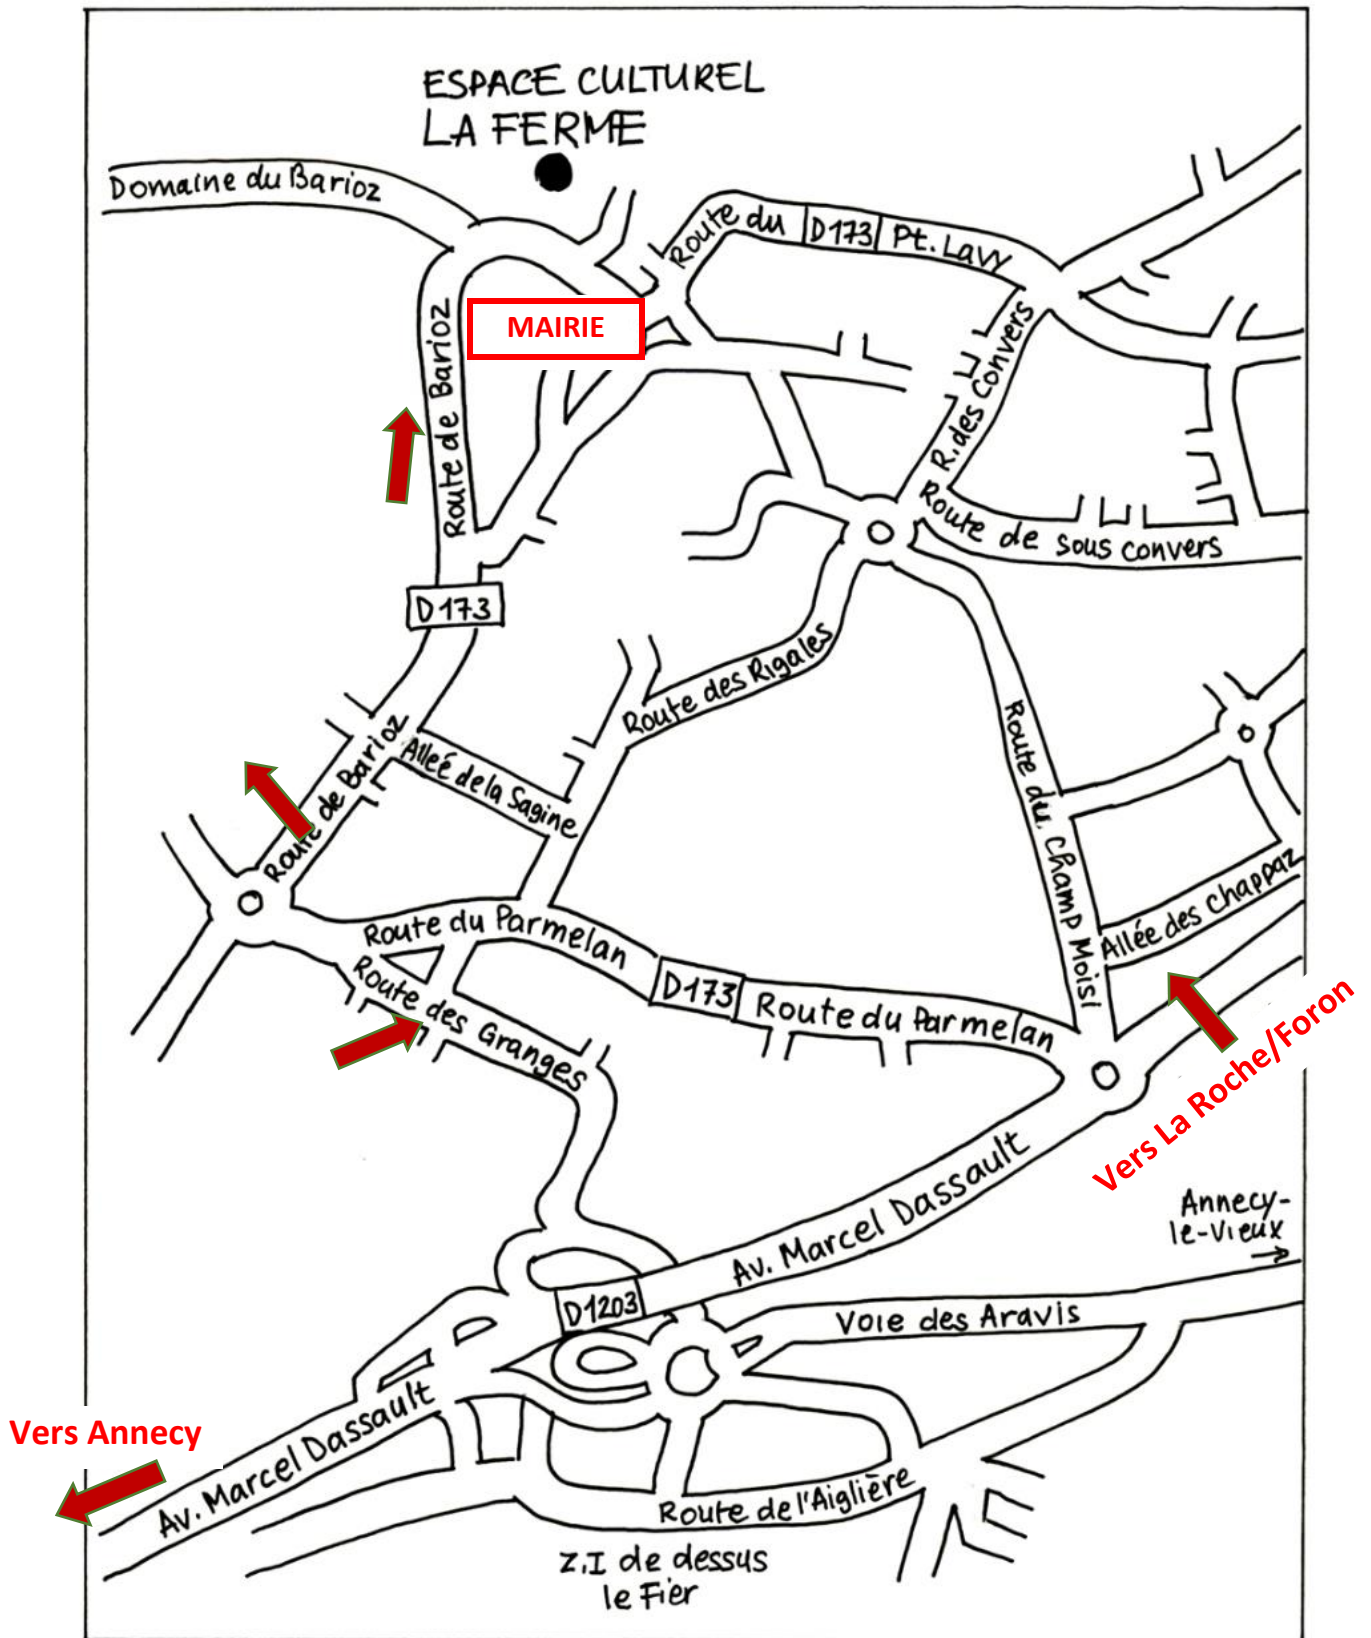 ESPACE CULTUREL
LA FERME
Domaine du Barioz
Route du
D173
Pt. Lavy
MAIRIE
Route de Barioz
R. des Convers
Route de sous convers
D173
Route des Rigales
Route de Barioz
Alleé de la Sagine
Route du Champ Moisi
Allée des Chappaz
Route du Parmelan
D173
Route du Parmelan
Route des Granges
Vers La Roche/Foron
Av. Marcel Dassault
Annecy-
le-Vieux
D1203
Voie des Aravis
Vers Annecy
Av. Marcel Dassault
Route de l'Aiglière
Z.I de dessus
le Fier